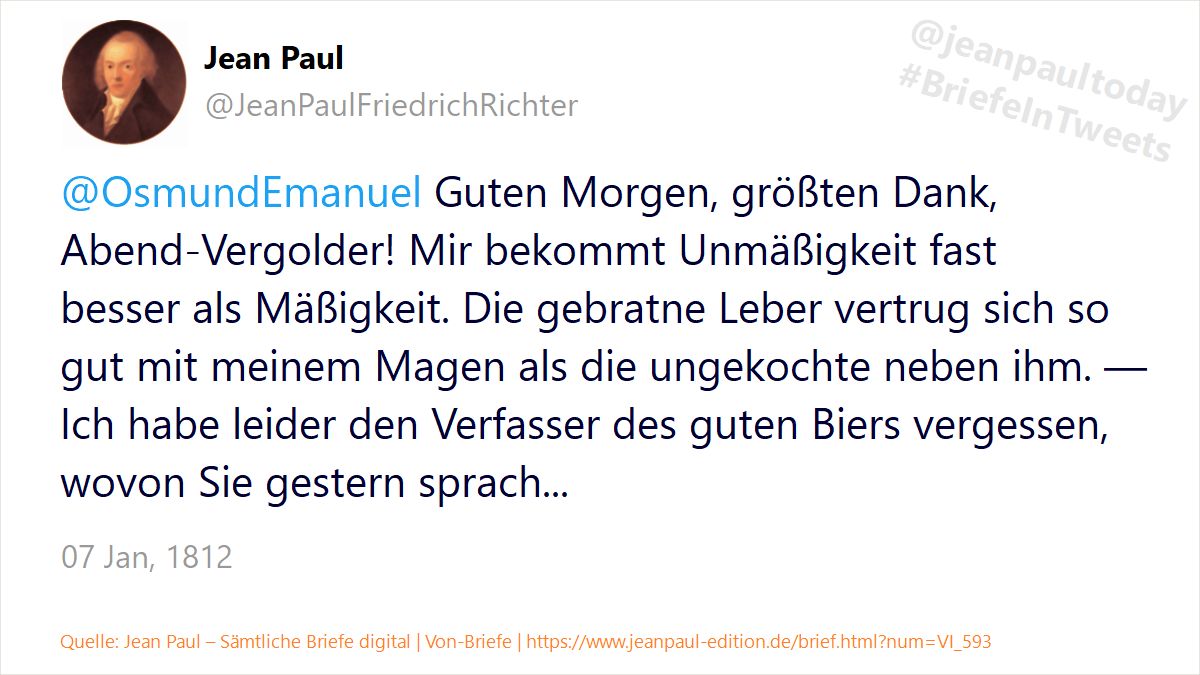 Jean Paul
@JeanPaulFriedrichRichter
@jeanpaultoday
#BriefeInTweets
@OsmundEmanuel Guten Morgen, größten Dank,
Abend-Vergolder! Mir bekommt Unmäßigkeit fast
besser als Mäßigkeit. Die gebratne Leber vertrug sich so
gut mit meinem Magen als die ungekochte neben ihm. —
Ich habe leider den Verfasser des guten Biers vergessen,
wovon Sie gestern sprach...
07 Jan, 1812
Quelle: Jean Paul – Sämtliche Briefe digital | Von-Briefe | https://www.jeanpaul-edition.de/brief.html?num=VI_593